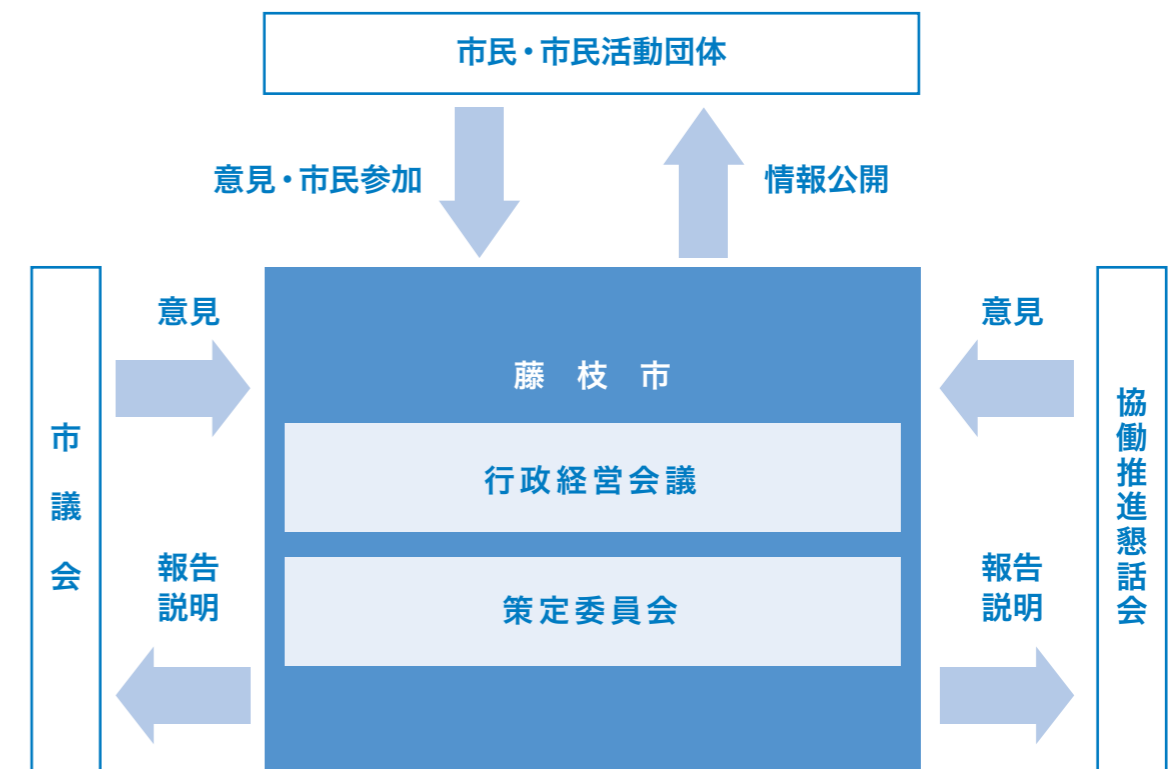 市民・市民活動団体
意見・市民参加
情報公開
意見
意見
藤枝市
市議会
行政経営会議
協働推進懇話会
報告
説明
策定委員会
報告
説明